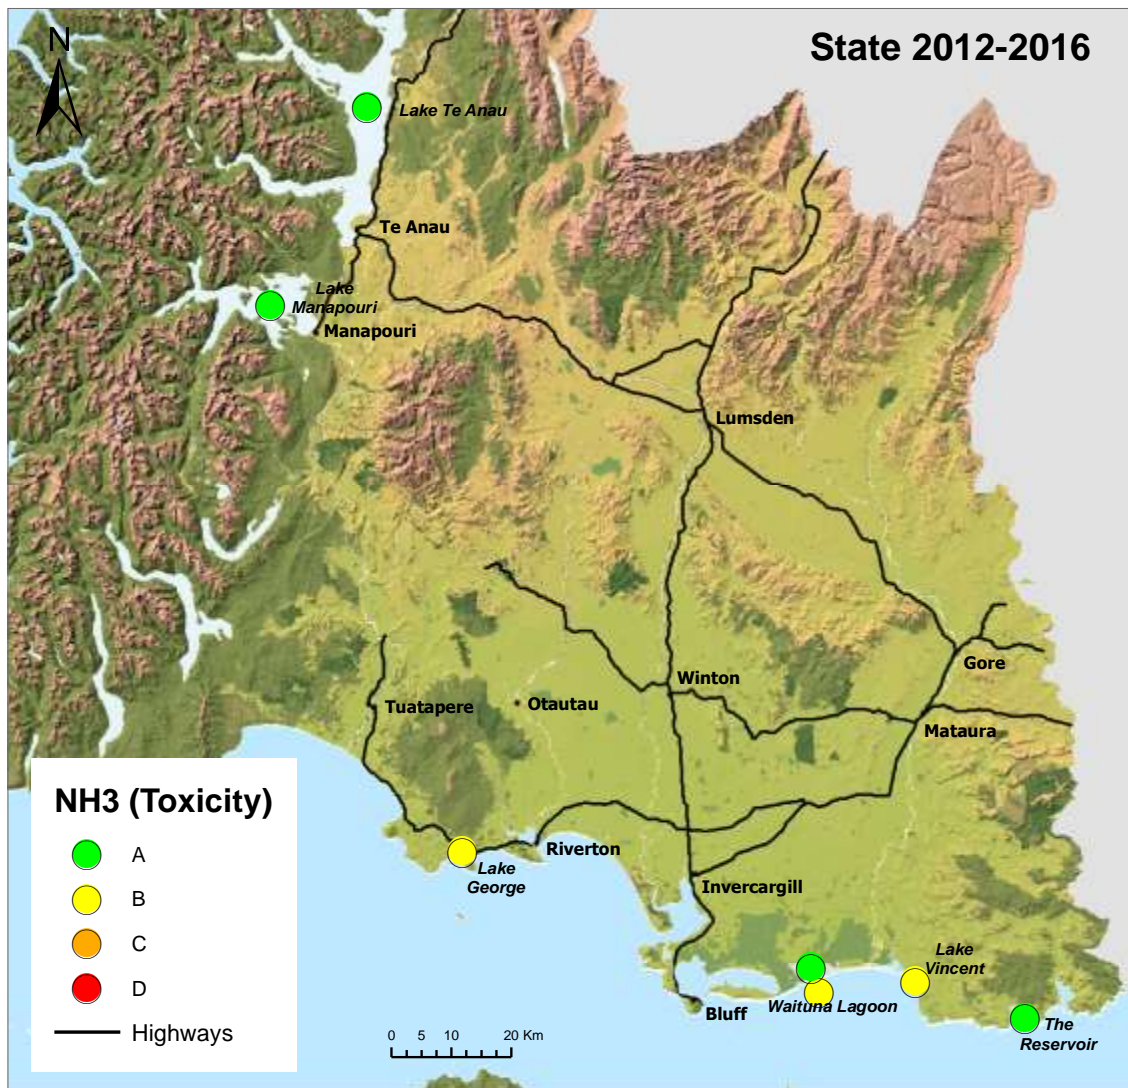 State 2012-2016
N
Lake Te Anau
Te Anau
Lake
Manapouri
Manapouri
Lumsden
Gore
Winton
Otautau
Tuatapere
Mataura
NH3 (Toxicity)
A
B
C
D
Highways
Riverton
Lake
George
Invercargill
Lake
Vincent
Waituna Lagoon
Bluff
The
Reservoir
0 5 10 20 Km